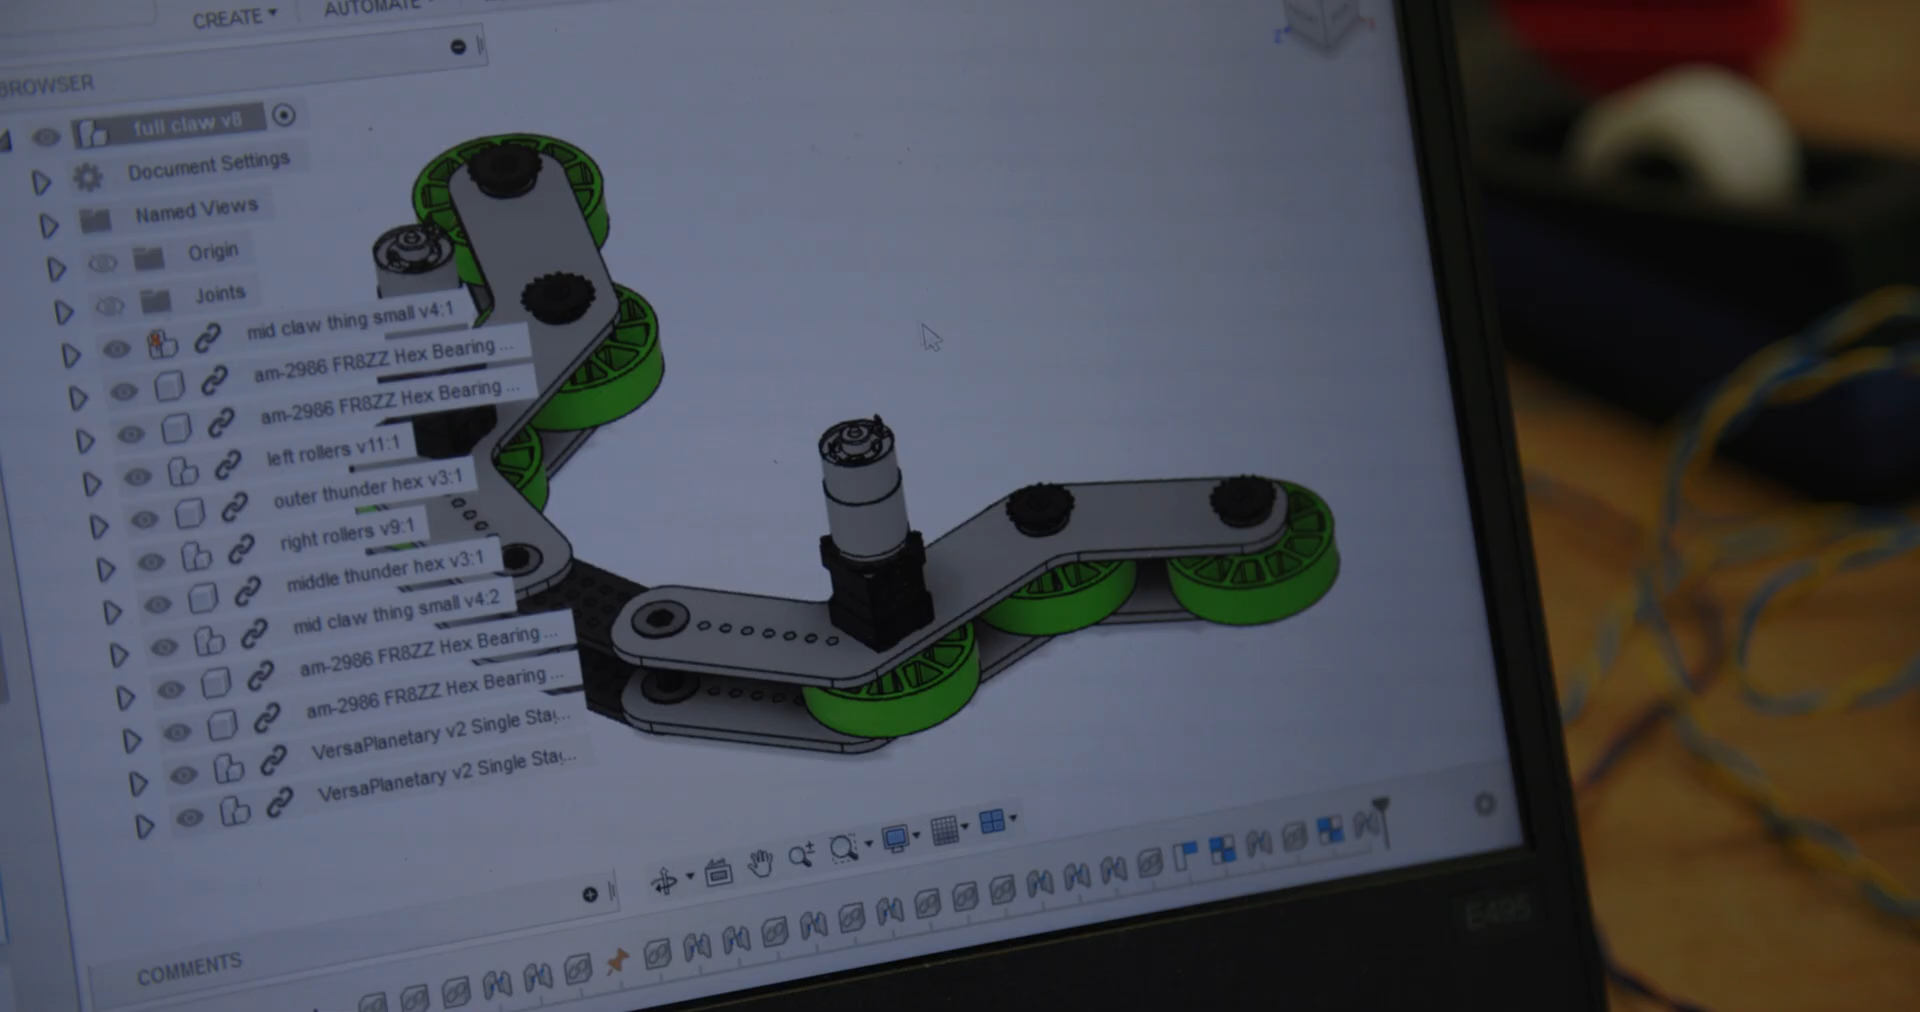 CREATE
AUTOMATE
BROWSER
full claw v8
Document Settings
Named Views
Origin
Joints
mid claw thing small v4:1
am-2986 FR8ZZ Hex Bearing ...
am-2986 FR8ZZ Hex Bearing ...
left rollers v11:1
outer thunder hex v3:1
right rollers v9:1
middle thunder hex v3:1
mid claw thing small v4:2
am-2986 FR8ZZ Hex Bearing ...
am-2986 FR8ZZ Hex Bearing ...
VersaPlanetary v2 Single Sta...
VersaPlanetary v2 Single Sta...
COMMENTS
E495